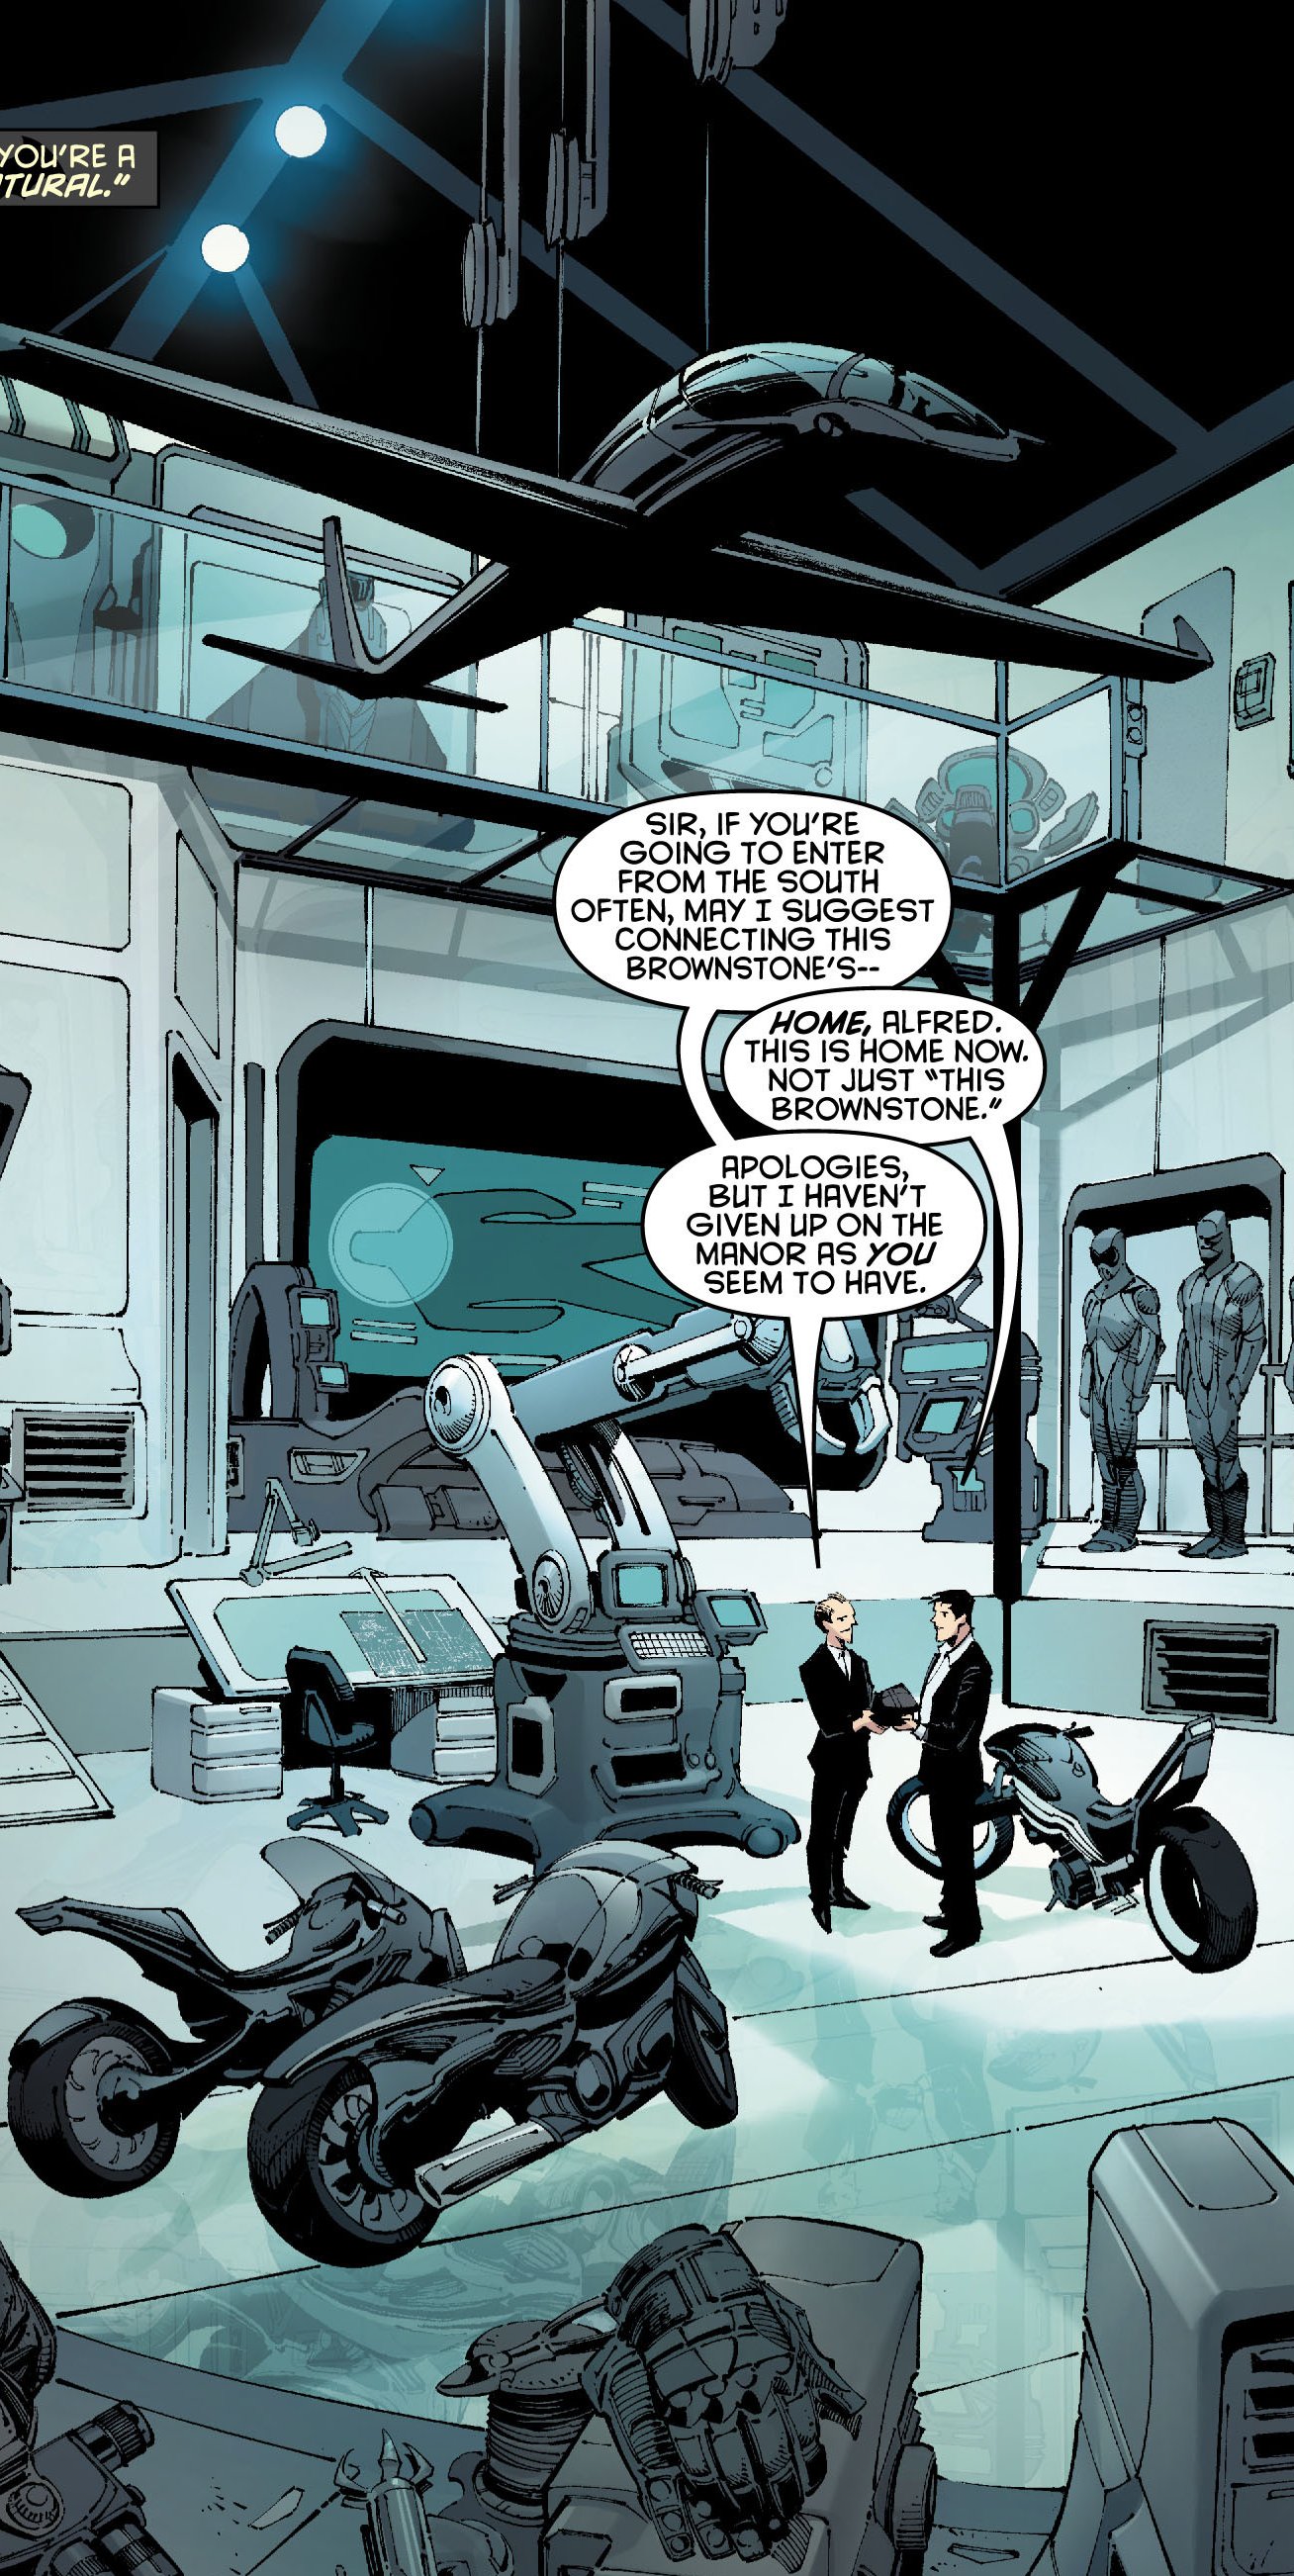 YOU'RE A
TURAL."
SIR, IF YOU'RE
GOING TO ENTER
FROM THE SOUTH
OFTEN, MAY I SUGGEST
CONNECTING THIS
BROWNSTONE'S--
HOME, ALFRED.
THIS IS HOME NOW.
NOT JUST "THIS
BROWNSTONE."
APOLOGIES,
BUT I HAVEN'T
GIVEN UP ON THE
MANOR AS YOU
SEEM TO HAVE.